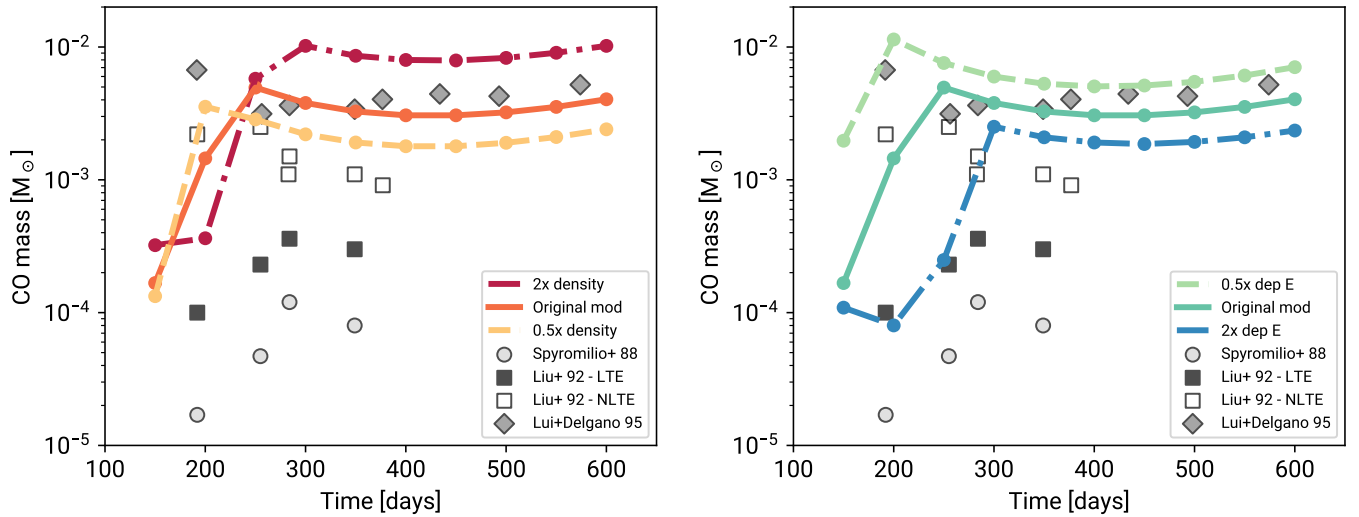 CO mass [M⊙]
10⁻²
10⁻³
10⁻⁴
10⁻⁵
2x density
Original mod
0.5x density
Spyromilio+ 88
Liu+ 92 - LTE
Liu+ 92 - NLTE
Lui+Delgano 95
100 200 300 400 500 600
Time [days]
CO mass [M⊙]
10⁻²
10⁻³
10⁻⁴
10⁻⁵
0.5x dep E
Original mod
2x dep E
Spyromilio+ 88
Liu+ 92 - LTE
Liu+ 92 - NLTE
Lui+Delgano 95
100 200 300 400 500 600
Time [days]